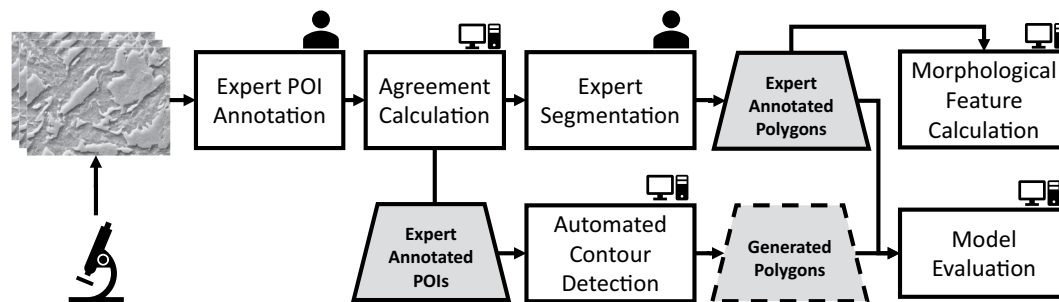 Expert POI
Annotation
Agreement
Calculation
Expert
Segmentation
Expert
Annotated
Polygons
Morphological
Feature
Calculation
Expert
Annotated
POIs
Automated
Contour
Detection
Generated
Polygons
Model
Evaluation